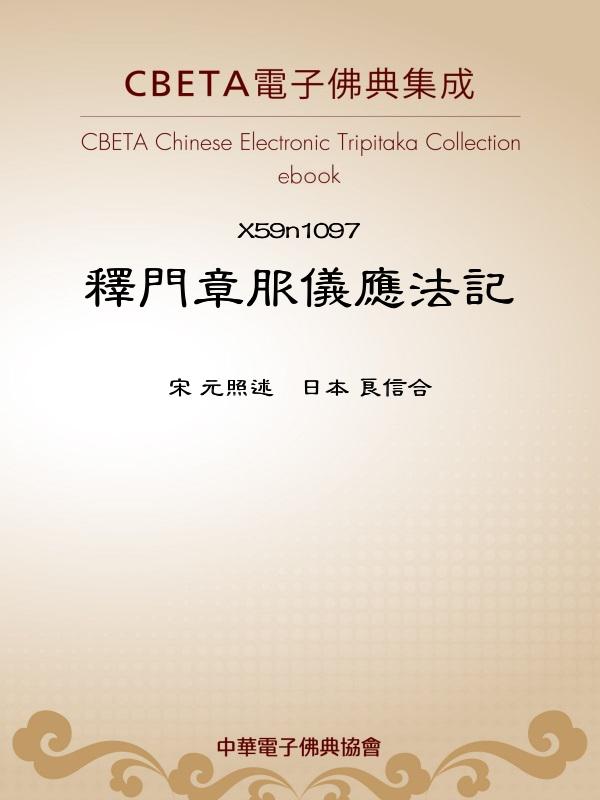 CBETA電子佛典集成
CBETA Chinese Electronic Tripitaka Collection
ebook
X59n1097
釋門章服儀應法記
宋 元照述　日本 良信合
中華電子佛典協會